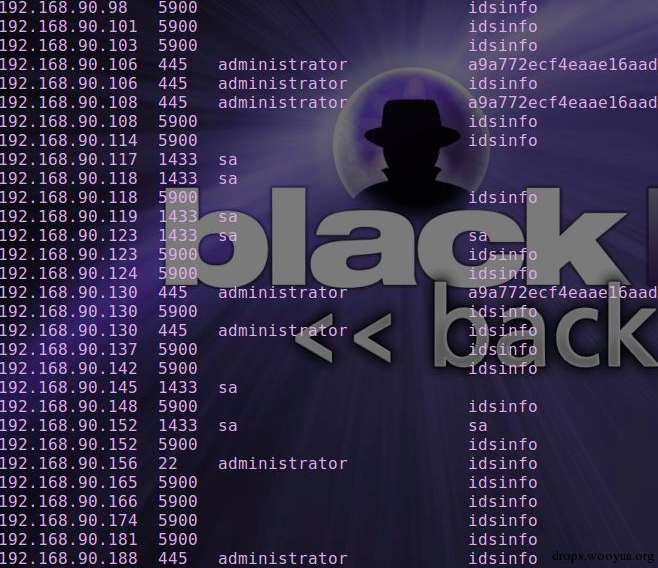 192.168.90.98 5900 idsinfo
192.168.90.101 5900 idsinfo
192.168.90.103 5900 idsinfo
192.168.90.106 445 administrator a9a772ecf4eaae16aad
192.168.90.106 445 administrator idsinfo
192.168.90.108 445 administrator a9a772ecf4eaae16aad
192.168.90.108 5900 idsinfo
192.168.90.114 5900 idsinfo
192.168.90.117 1433 sa
192.168.90.118 1433 sa
192.168.90.118 5900 idsinfo
192.168.90.119 1433 sa
192.168.90.123 1433 sa sa
192.168.90.123 5900 idsinfo
192.168.90.124 5900 idsinfo
192.168.90.130 445 administrator a9a772ecf4eaae16aad
192.168.90.130 5900 idsinfo
192.168.90.130 445 administrator idsinfo
192.168.90.137 5900 idsinfo
192.168.90.142 5900 idsinfo
192.168.90.145 1433 sa
192.168.90.148 5900 idsinfo
192.168.90.152 1433 sa sa
192.168.90.152 5900 idsinfo
192.168.90.156 22 administrator idsinfo
192.168.90.165 5900 idsinfo
192.168.90.166 5900 idsinfo
192.168.90.174 5900 idsinfo
192.168.90.181 5900 idsinfo
192.168.90.188 445 administrator idsinfo
black
<< back
drops.wooyun.org